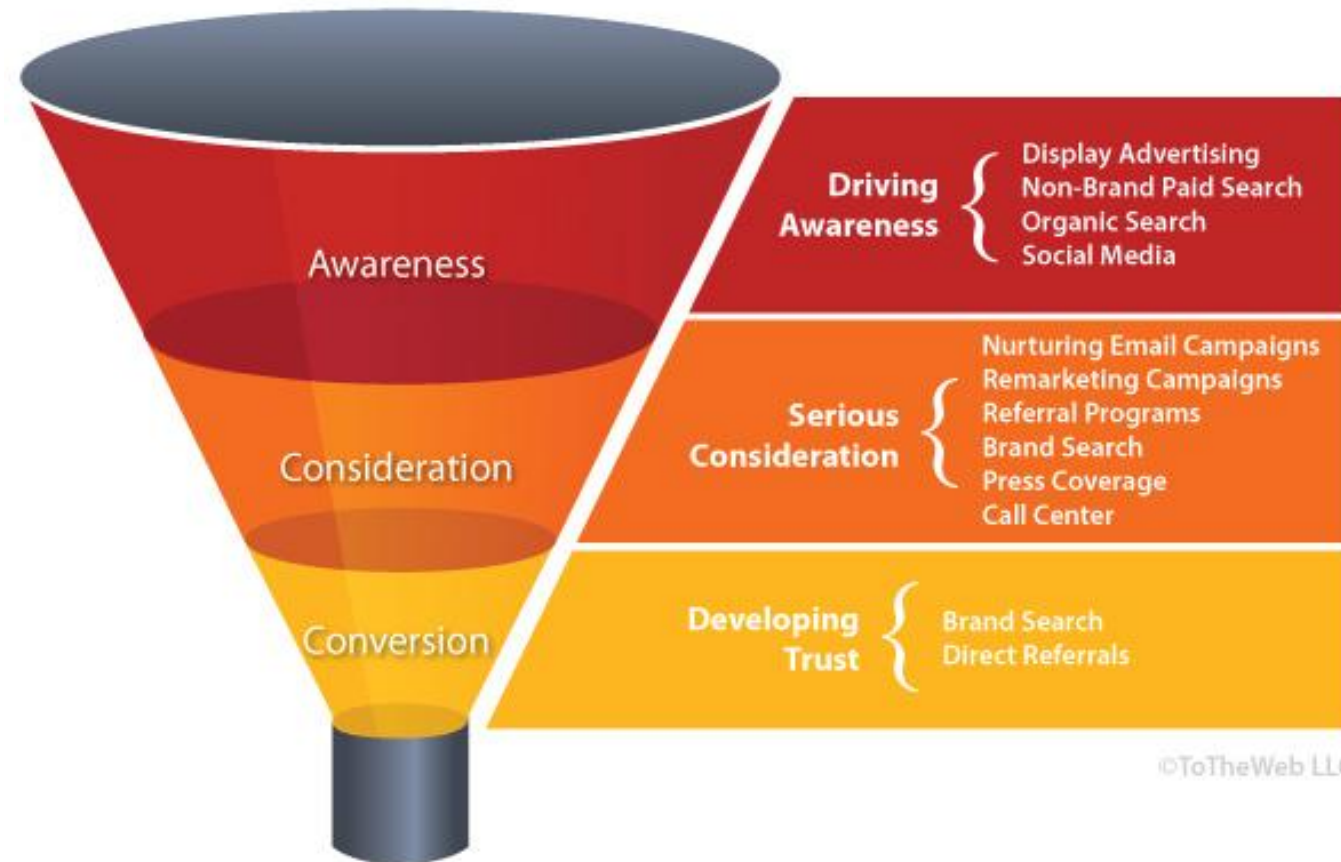 Awareness
Consideration
Conversion
Driving
Awareness
Display Advertising
Non-Brand Paid Search
Organic Search
Social Media
Serious
Consideration
Nurturing Email Campaigns
Remarketing Campaigns
Referral Programs
Brand Search
Press Coverage
Call Center
Developing
Trust
Brand Search
Direct Referrals
©ToTheWeb LLC